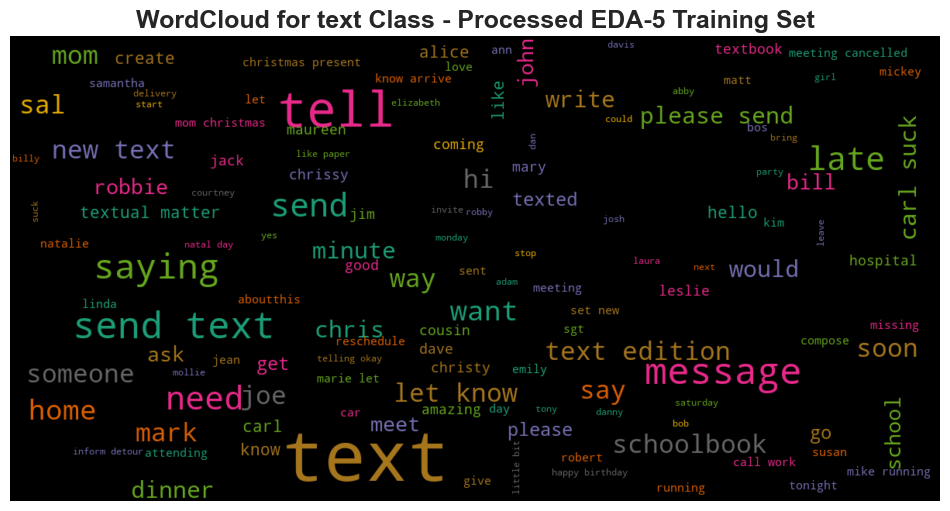 WordCloud for text Class - Processed EDA-5 Training Set
mom
create
christmas present
alice
ann
john
davis
textbook
meeting cancelled
love
samantha
know arrive
matt
girl
mickey
delivery
start
let
tell
elizabeth
like
write
abby
sal
could
please send
mom christmas
maureen
bos
bring
new text
jack
like paper
coming
dan
late
carl suck
billy
chrissy
mary
party
robbie
hi
bill
courtney
texted
suck
textual matter
send
jim
invite
robby
josh
hello
kim
leave
natalie
natal day
yes
monday
minute
stop
saying
good
way
sent
laura
next
would
hospital
adam
meeting
leslie
linda
aboutthis
want
set new
send text
chris
cousin
sgt
missing
reschedule
compose
ask
jean
telling okay
dave
text edition
soon
someone
mollie
get
marie let
christy
emily
message
need
joe
let know
say
home
car
amazing
day
tony
danny
saturday
school
mark
carl
meet
please
bob
go
inform detour
attending
know
text
schoolbook
susan
little bit
robert
call work
mike running
happy birthday
dinner
give
running
tonight